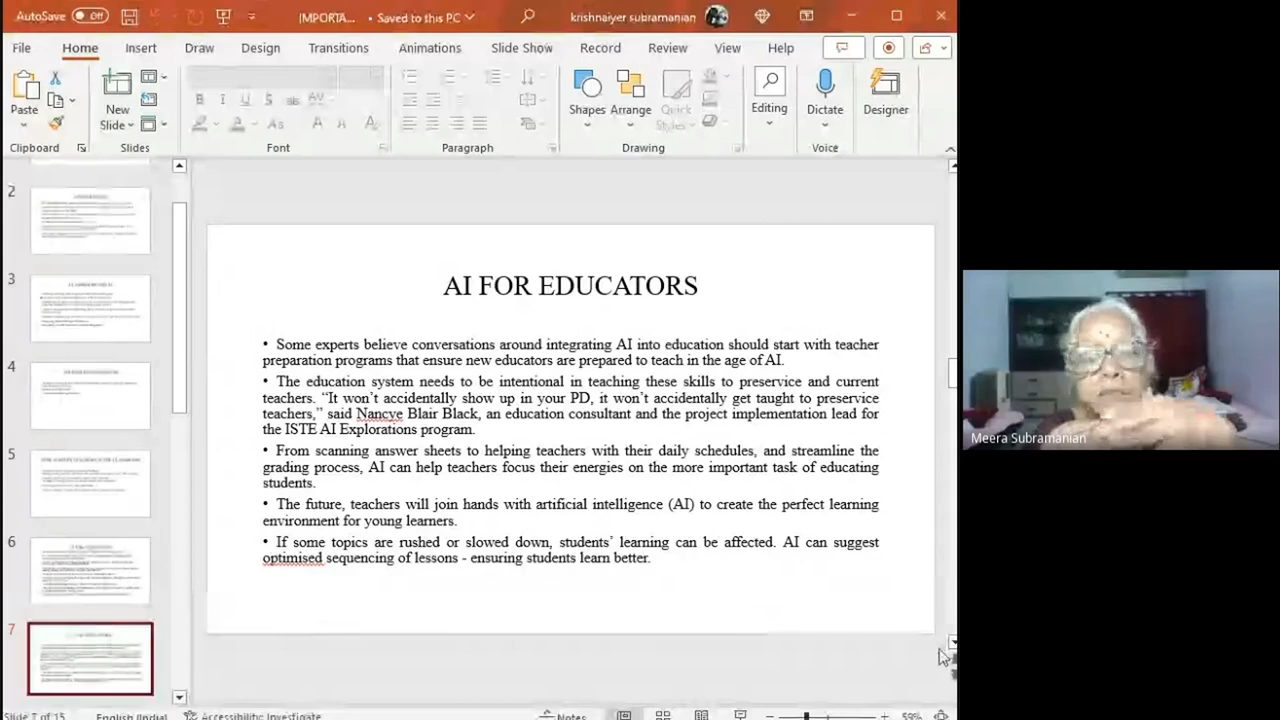 AutoSave Off IMPORTA... • Saved to this PC krishnaiyer subramanian
File Home Insert Draw Design Transitions Animations Slide Show Record Review View Help
Paste New Slide Shapes Arrange Quick Styles Editing Dictate Designer
Clipboard Slides Font Paragraph Drawing Voice
2
3
4
5
6
7
AI FOR EDUCATORS
• Some experts believe conversations around integrating AI into education should start with teacher
preparation programs that ensure new educators are prepared to teach in the age of AI.
• The education system needs to be intentional in teaching these skills to preservice and current
teachers. “It won’t accidentally show up in your PD, it won’t accidentally get taught to preservice
teachers,” said Nancye Blair Black, an education consultant and the project implementation lead for
the ISTE AI Explorations program.
• From scanning answer sheets to helping teachers with their daily schedules, and streamline the
grading process, AI can help teachers focus their energies on the more important task of educating
students.
• The future, teachers will join hands with artificial intelligence (AI) to create the perfect learning
environment for young learners.
• If some topics are rushed or slowed down, students’ learning can be affected. AI can suggest
optimised sequencing of lessons - ensuring students learn better.
Meera Subramanian
Slide 7 of 15 English (India) Accessibility: Investigate Notes 59%